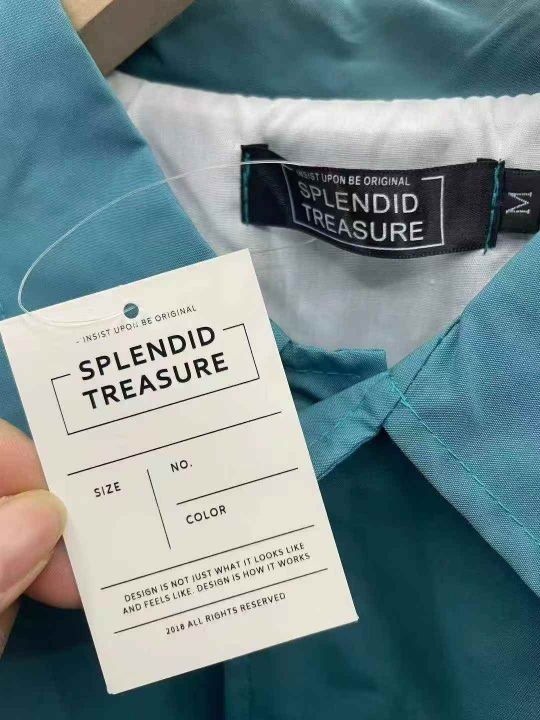 INSIST UPON BE ORIGINAL
SPLENDID
TREASURE
M
- INSIST UPON BE ORIGINAL
SPLENDID
TREASURE
SIZE
NO.
COLOR
DESIGN IS NOT JUST WHAT IT LOOKS LIKE
AND FEELS LIKE. DESIGN IS HOW IT WORKS
2018 ALL RIGHTS RESERVED